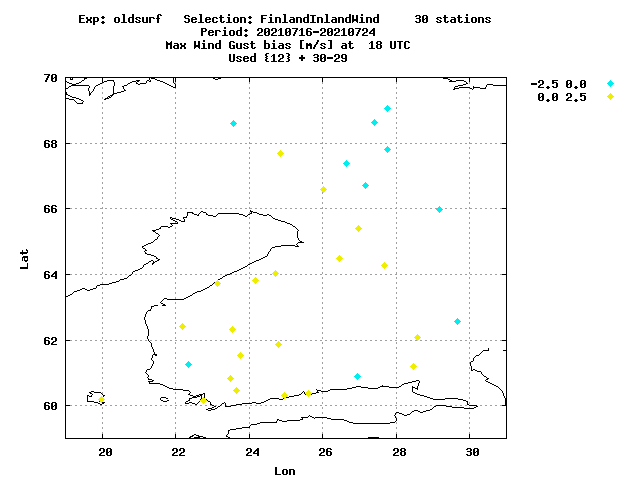 Exp: oldsurf   Selection: FinlandInlandWind     30 stations
Period: 20210716-20210724
Max Wind Gust bias [m/s] at  18 UTC
Used {12} + 30-29
70
68
66
64
62
60
Lat
20 22 24 26 28 30
Lon
-2.5 0.0
0.0 2.5